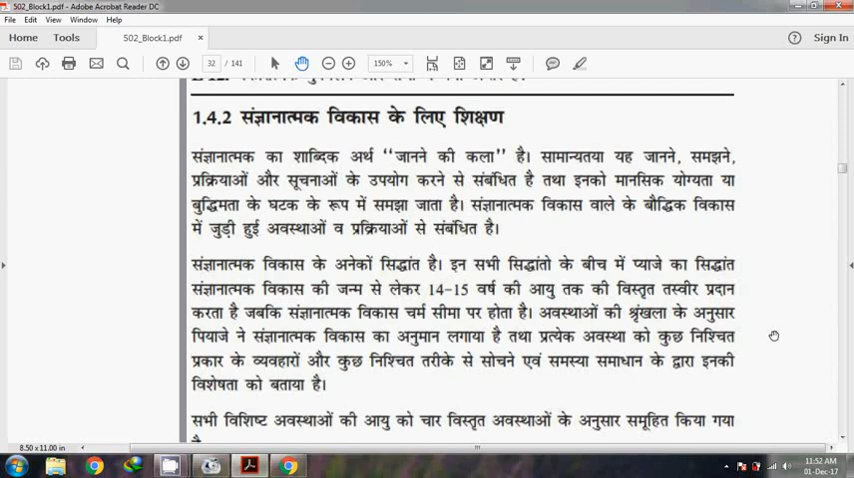 502_Block1.pdf - Adobe Acrobat Reader DC
File Edit View Window Help
Home Tools 502_Block1.pdf × Sign In
32 / 141 150%
1.4.2 संज्ञानात्मक विकास के लिए शिक्षण
संज्ञानात्मक का शाब्दिक अर्थ ‘‘जानने की कला’’ है। सामान्यतया यह जानने, समझने,
प्रक्रियाओं और सूचनाओं के उपयोग करने से संबंधित है तथा इनको मानसिक योग्यता या
बुद्धिमता के घटक के रूप में समझा जाता है। संज्ञानात्मक विकास वाले के बौद्धिक विकास
में जुड़ी हुई अवस्थाओं व प्रक्रियाओं से संबंधित है।
संज्ञानात्मक विकास के अनेकों सिद्धांत है। इन सभी सिद्धांतो के बीच में प्याजे का सिद्धांत
संज्ञानात्मक विकास की जन्म से लेकर 14-15 वर्ष की आयु तक की विस्तृत तस्वीर प्रदान
करता है जबकि संज्ञानात्मक विकास चर्म सीमा पर होता है। अवस्थाओं की श्रृंखला के अनुसार
पियाजे ने संज्ञानात्मक विकास का अनुमान लगाया है तथा प्रत्येक अवस्था को कुछ निश्चित
प्रकार के व्यवहारों और कुछ निश्चित तरीके से सोचने एवं समस्या समाधान के द्वारा इनकी
विशेषता को बताया है।
सभी विशिष्ट अवस्थाओं की आयु को चार विस्तृत अवस्थाओं के अनुसार समूहित किया गया
8.50 x 11.00 in
11:52 AM
01-Dec-17